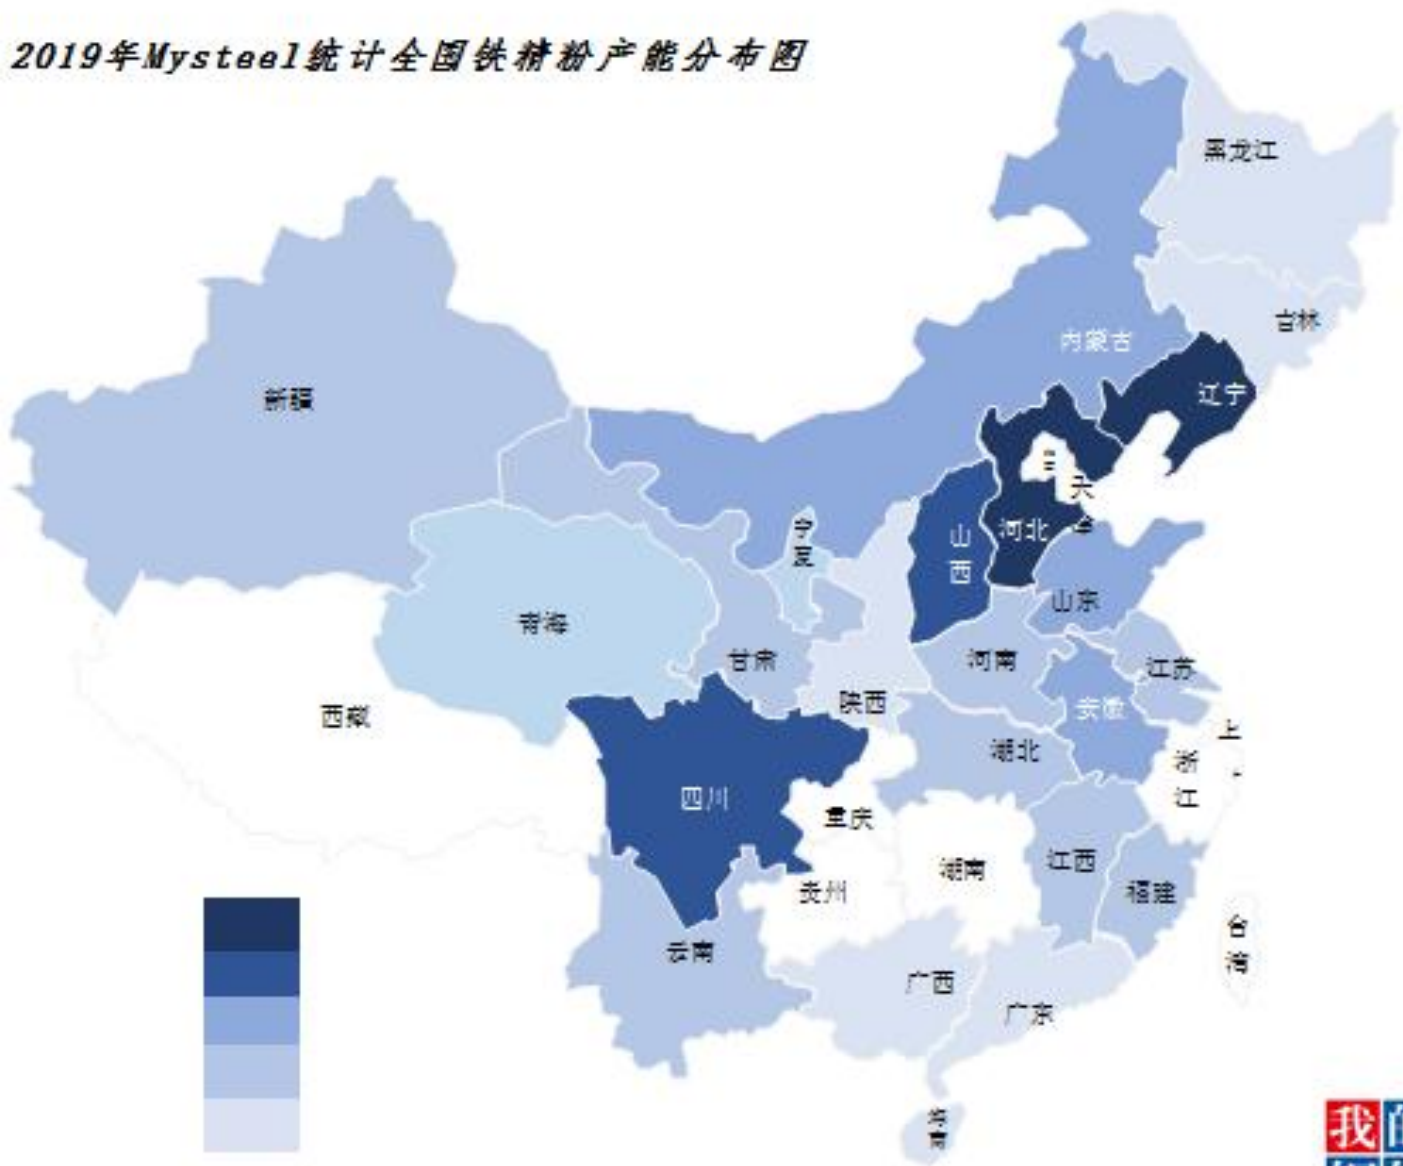 2019年Mysteel统计全国铁精粉产能分布图
黑龙江
吉林
内蒙古
辽宁
新疆
天
河北
山西
宁夏
山东
青海
甘肃
河南
江苏
陕西
西藏
安徽
上
湖北
浙江
四川
重庆
江西
湖南
贵州
福建
台湾
云南
广西
广东
海南
我